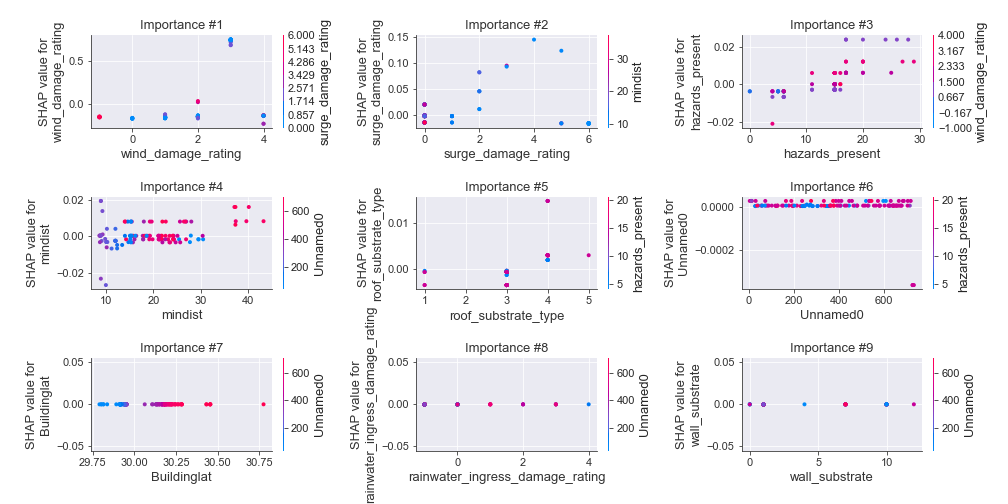 Importance #1
SHAP value for
wind_damage_rating
0.5
0.0
0
2
4
wind_damage_rating
6.000
5.143
4.286
3.429
2.571
1.714
0.857
0.000
surge_damage_rating
Importance #2
SHAP value for
surge_damage_rating
0.15
0.10
0.05
0.00
0
2
4
6
surge_damage_rating
30
20
10
mindist
Importance #3
SHAP value for
hazards_present
0.02
0.00
−0.02
0
10
20
30
hazards_present
4.000
3.167
2.333
1.500
0.667
−0.167
−1.000
wind_damage_rating
Importance #4
SHAP value for
mindist
0.02
0.00
−0.02
10
20
30
40
mindist
600
400
200
Unnamed0
Importance #5
SHAP value for
roof_substrate_type
0.01
0.00
1
2
3
4
5
roof_substrate_type
20
15
10
5
hazards_present
Importance #6
SHAP value for
Unnamed0
0.0000
−0.0002
0
200
400
600
Unnamed0
20
15
10
5
hazards_present
Importance #7
SHAP value for
Buildinglat
0.05
0.00
−0.05
29.75
30.00
30.25
30.50
30.75
Buildinglat
600
400
200
Unnamed0
Importance #8
SHAP value for
rainwater_ingress_damage_rating
0.05
0.00
−0.05
0
2
4
rainwater_ingress_damage_rating
600
400
200
Unnamed0
Importance #9
SHAP value for
wall_substrate
0.05
0.00
−0.05
0
5
10
wall_substrate
600
400
200
Unnamed0